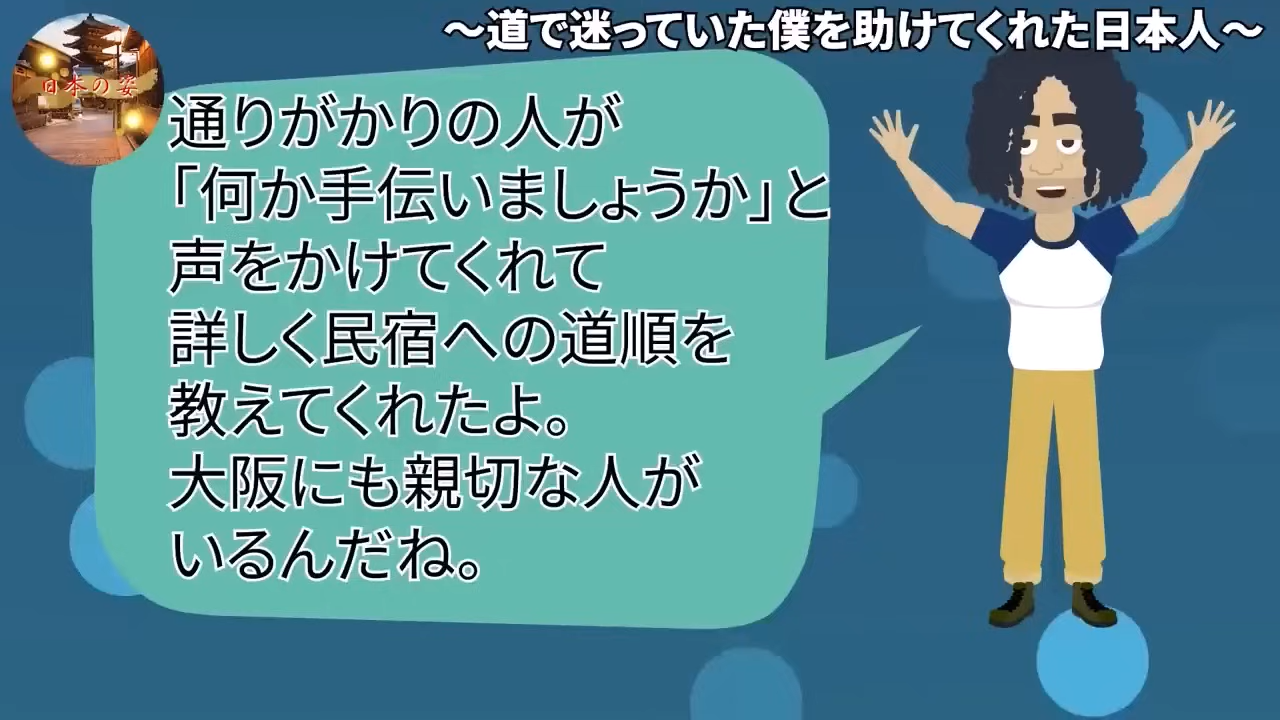 ～道で迷っていた僕を助けてくれた日本人～
日本の姿
通りがかりの人が
「何か手伝いましょうか」と
声をかけてくれて
詳しく民宿への道順を
教えてくれたよ。
大阪にも親切な人が
いるんだね。